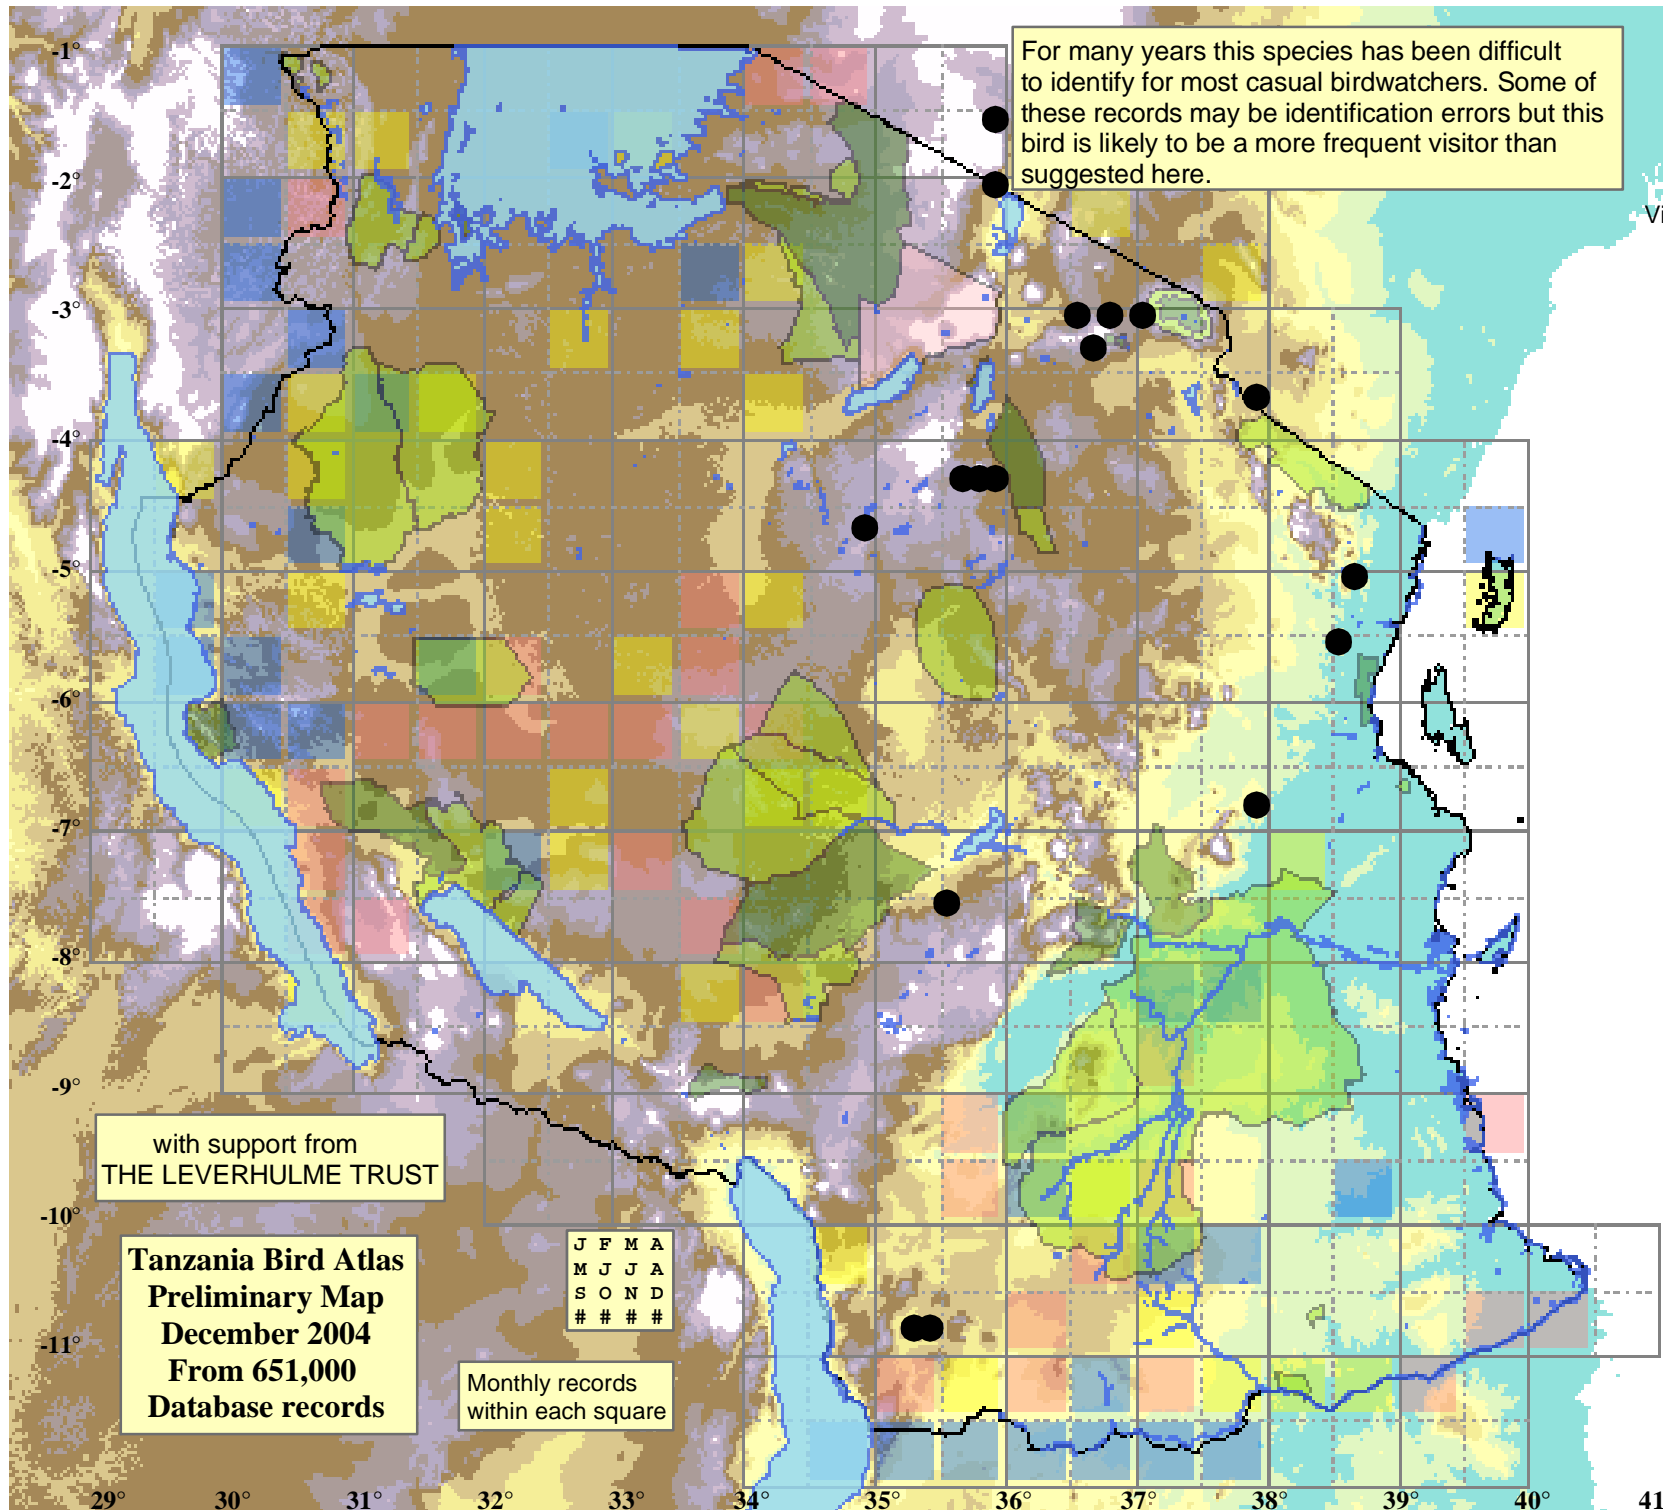 For many years this species has been difficult
to identify for most casual birdwatchers. Some of
these records may be identification errors but this
bird is likely to be a more frequent visitor than
suggested here.
Vi
-1°
-2°
-3°
-4°
-5°
-6°
-7°
-8°
-9°
-10°
-11°
with support from
THE LEVERHULME TRUST
Tanzania Bird Atlas
Preliminary Map
December 2004
From 651,000
Database records
J F M A
M J J A
S O N D
# # # #
Monthly records
within each square
29° 30° 31° 32° 33° 34° 35° 36° 37° 38° 39° 40° 41